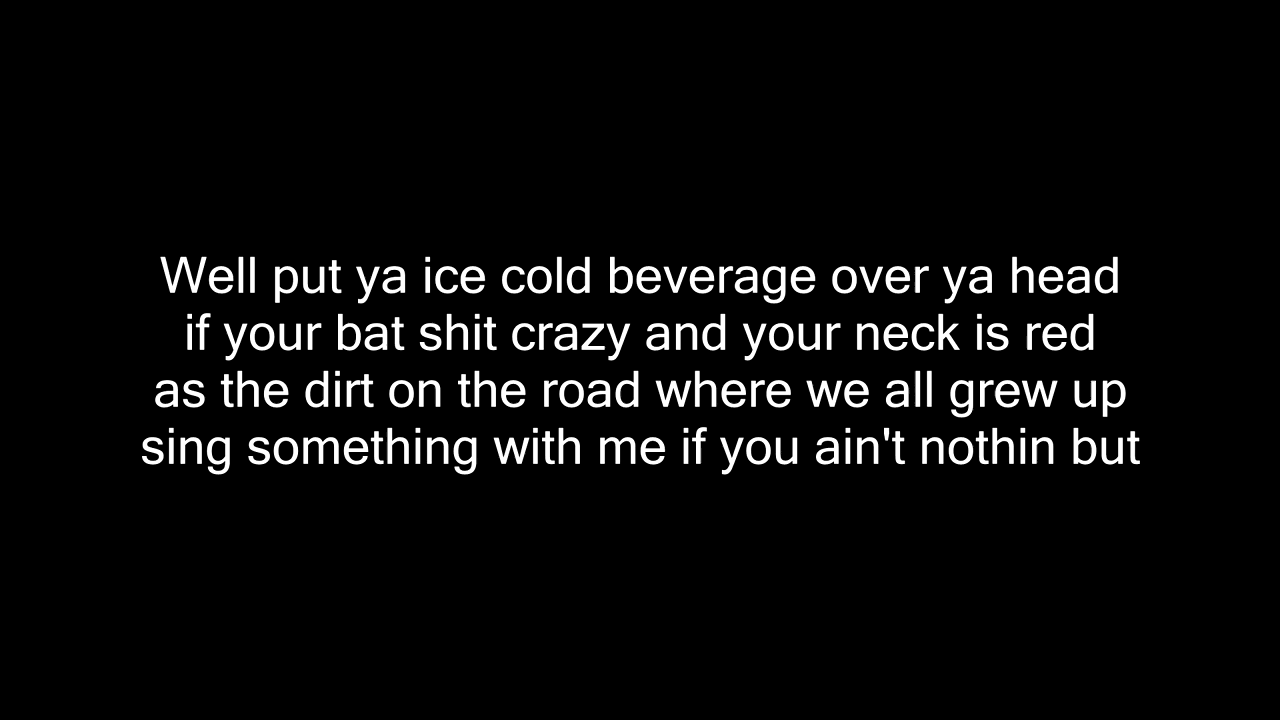 Well put ya ice cold beverage over ya head
if your bat shit crazy and your neck is red
as the dirt on the road where we all grew up
sing something with me if you ain't nothin but